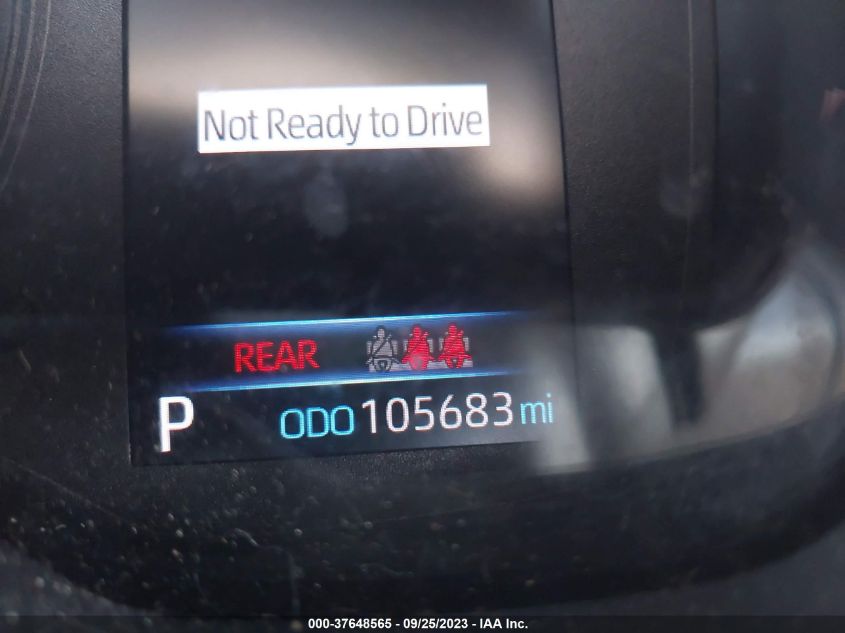 Not Ready to Drive
REAR
P ODO 105683 mi
000-37648565 - 09/25/2023 - IAA Inc.